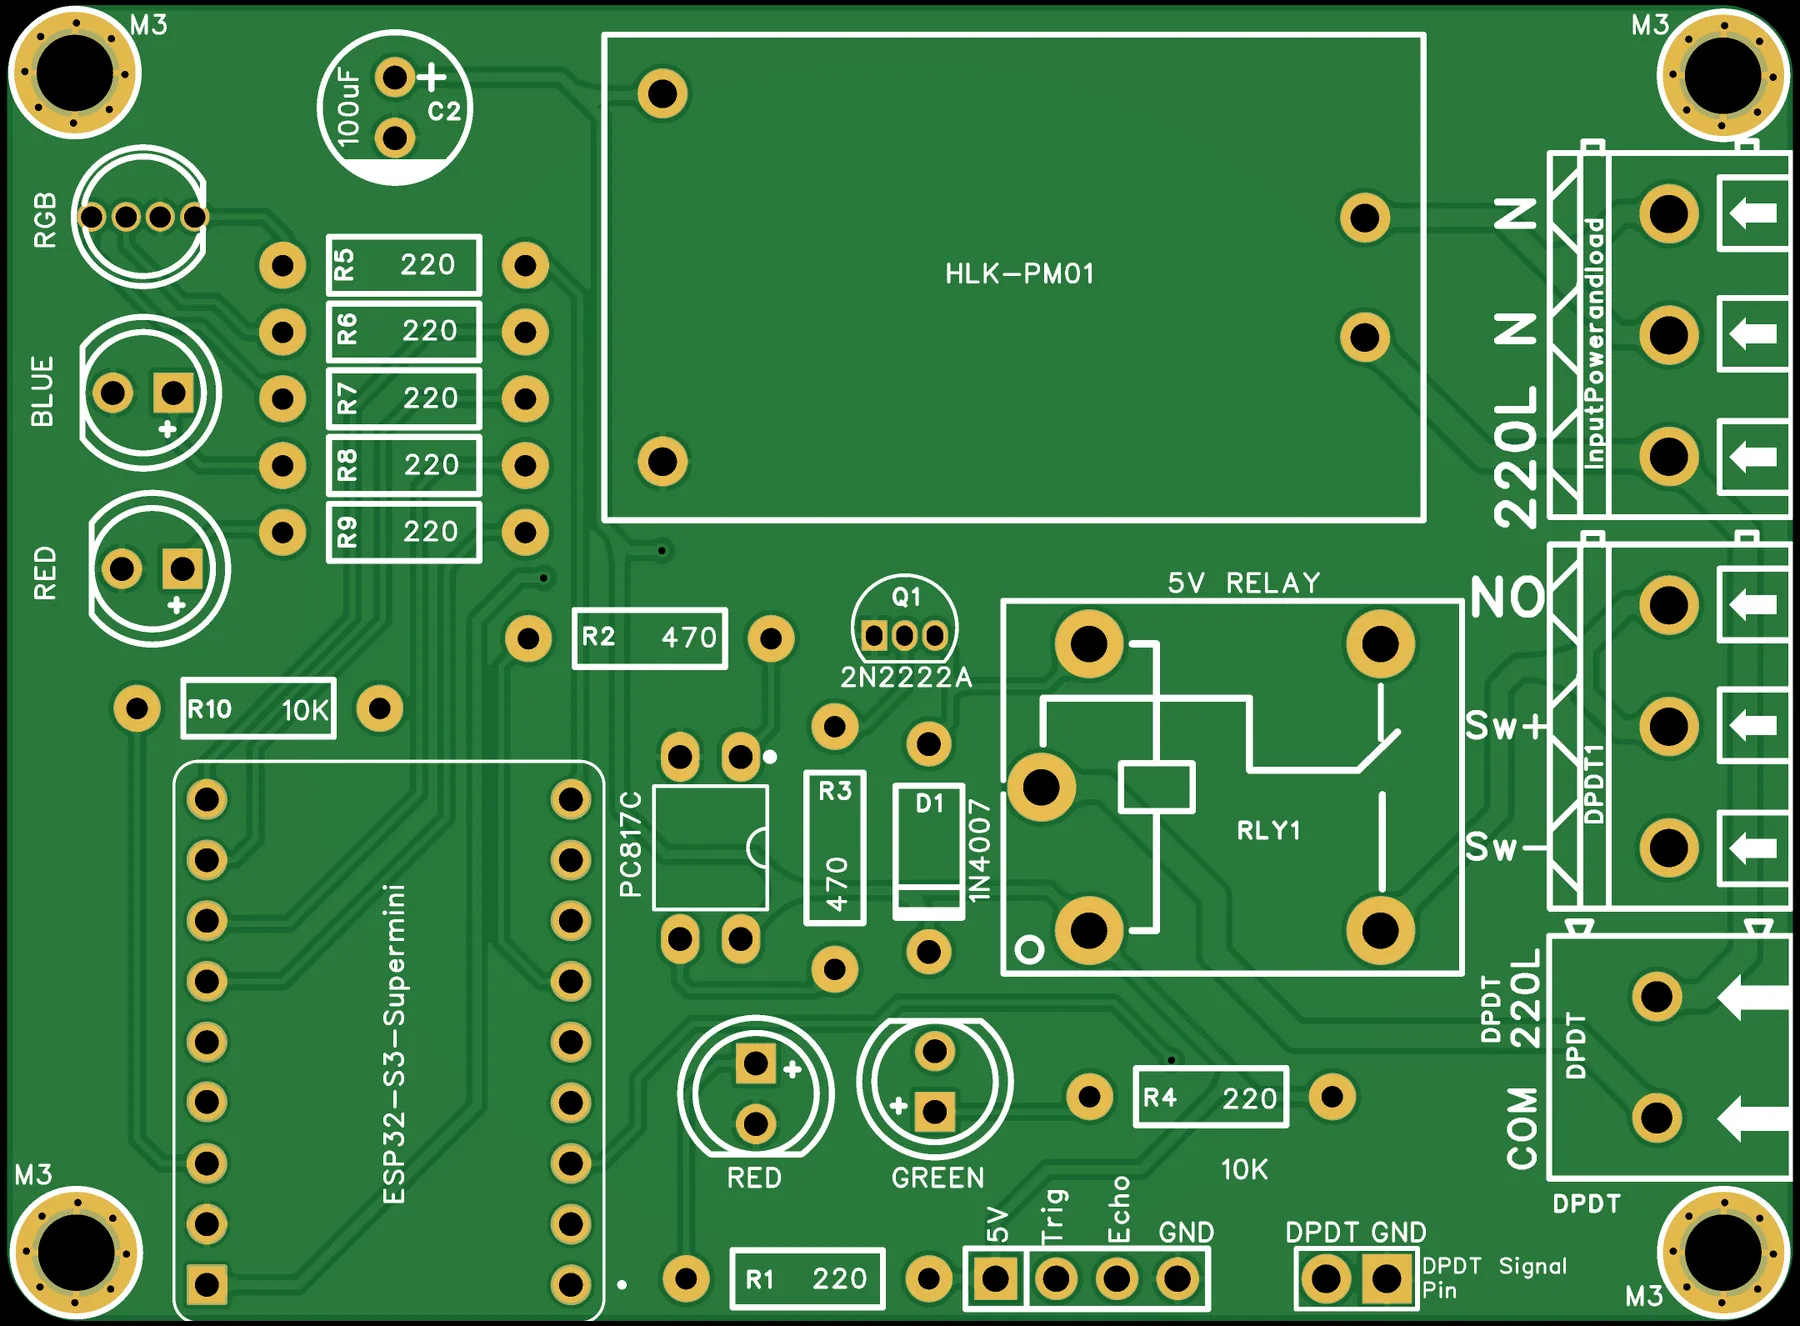 M3
M3
100uF
C2
RGB
R5 220
R6 220
R7 220
R8 220
R9 220
BLUE
RED
HLK-PM01
N
N
220L
InputPowerandload
5V RELAY
NO
Sw+
Sw-
DPDT1
Q1
2N2222A
R2 470
R10 10K
PC817C
R3
470
D1
1N4007
RLY1
ESP32-S3-Supermini
DPDT
220L
DPDT
COM
DPDT
R4 220
10K
RED
GREEN
M3
R1 220
5V
Trig
Echo
GND
DPDT GND
DPDT Signal
Pin
M3